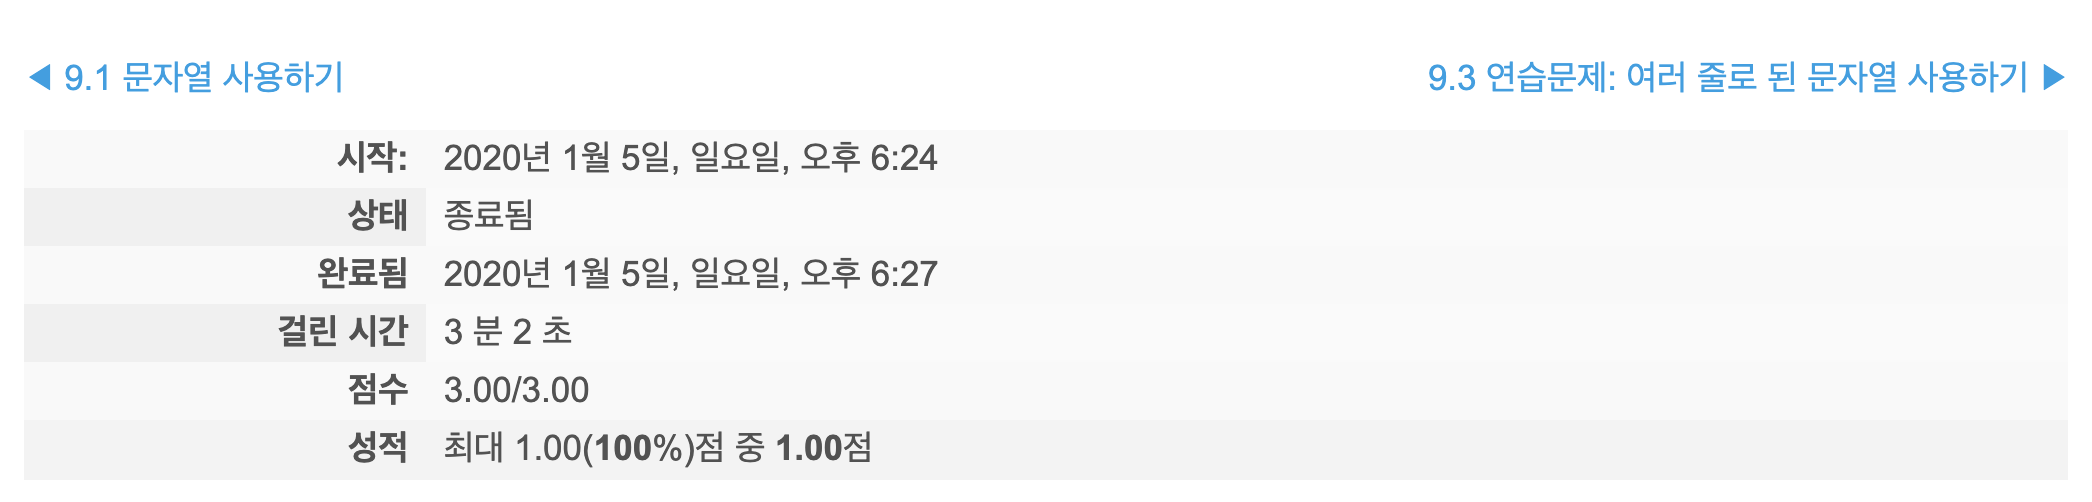 ◀ 9.1 문자열 사용하기
9.3 연습문제: 여러 줄로 된 문자열 사용하기 ▶
시작: 2020년 1월 5일, 일요일, 오후 6:24
상태 종료됨
완료됨 2020년 1월 5일, 일요일, 오후 6:27
걸린 시간 3 분 2 초
점수 3.00/3.00
성적 최대 1.00(100%)점 중 1.00점